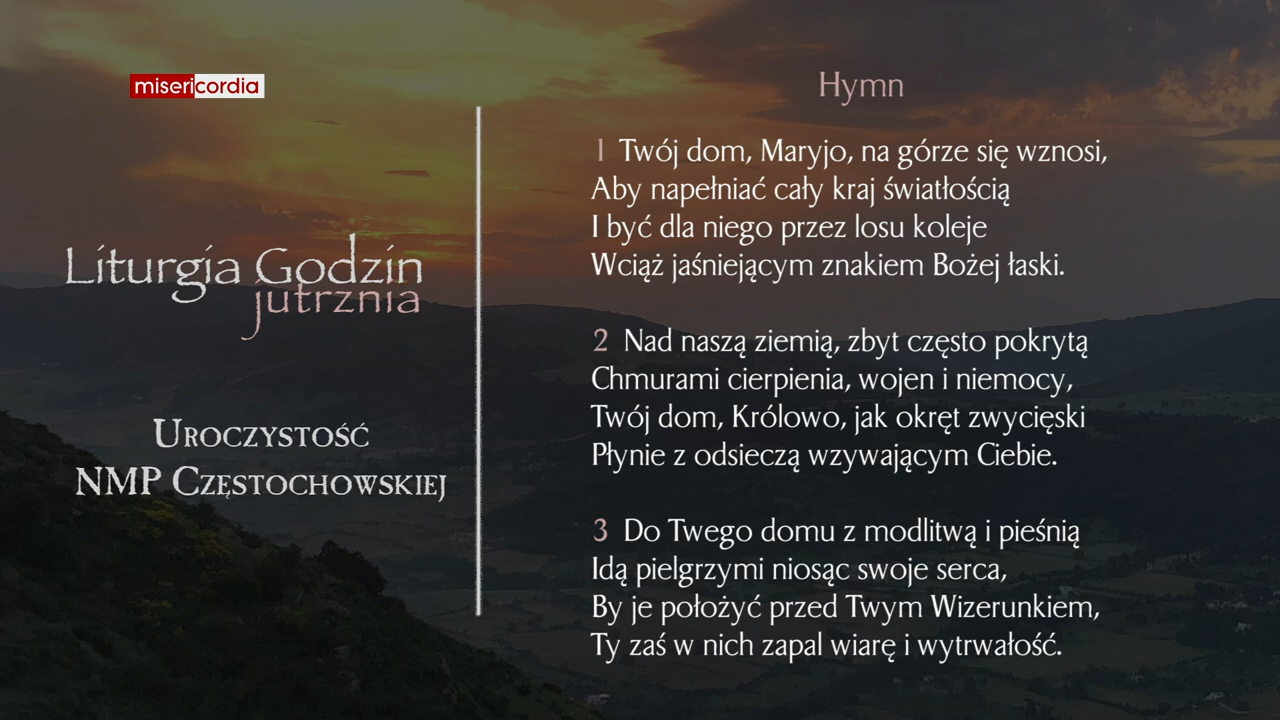 misericordia
Liturgia Godzin
jutrznia
Uroczystość
NMP Częstochowskiej
Hymn
1 Twój dom, Maryjo, na górze się wznosi,
Aby napełniać cały kraj światłością
I być dla niego przez losu koleje
Wciąż jaśniejącym znakiem Bożej łaski.
2 Nad naszą ziemią, zbyt często pokrytą
Chmurami cierpienia, wojen i niemocy,
Twój dom, Królowo, jak okręt zwycięski
Płynie z odsieczą wzywającym Ciebie.
3 Do Twego domu z modlitwą i pieśnią
Idą pielgrzymi niosąc swoje serca,
By je położyć przed Twym Wizerunkiem,
Ty zaś w nich zapal wiarę i wytrwałość.